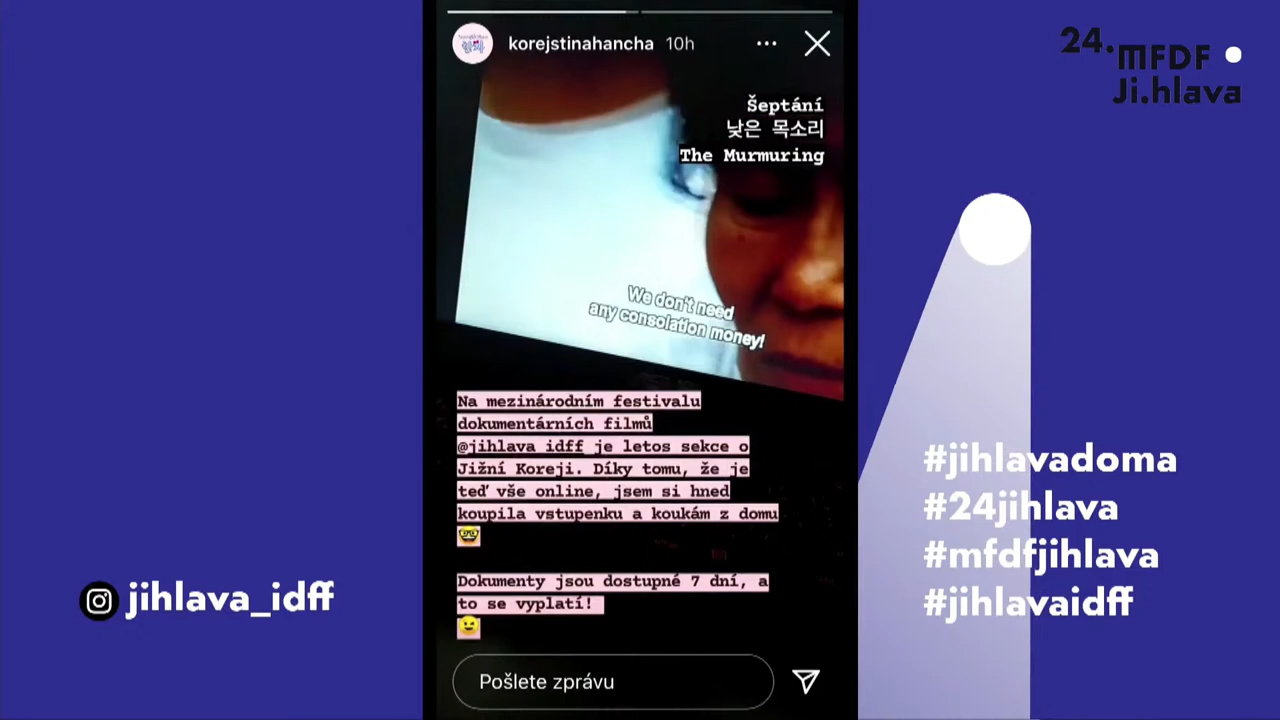 korejstinahancha 10h
Šeptání
낮은 목소리
The Murmuring
We don't need
any consolation money!
Na mezinárodním festivalu
dokumentárních filmů
@jihlava_idff je letos sekce o
Jižní Koreji. Díky tomu, že je
teď vše online, jsem si hned
koupila vstupenku a koukám z domu
🤓
Dokumenty jsou dostupné 7 dní, a
to se vyplatí!
😉
Pošlete zprávu
jihlava_idff
24.
MFDF
Ji.hlava
#jihlavadoma
#24jihlava
#mfdfjihlava
#jihlavaidff